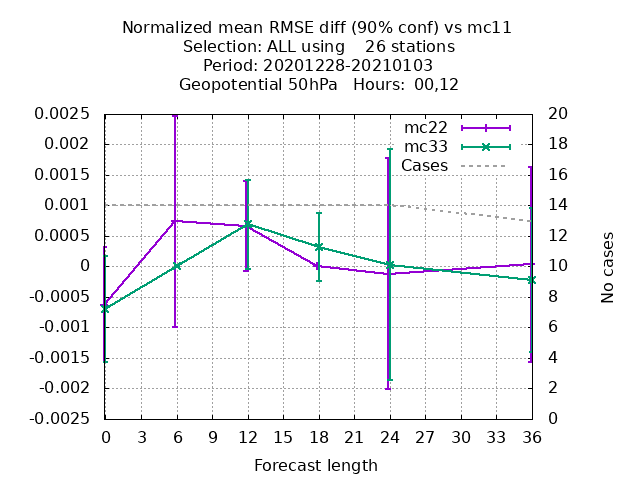 Normalized mean RMSE diff (90% conf) vs mc11
Selection: ALL using    26 stations
Period: 20201228-20210103
Geopotential 50hPa   Hours: 00,12
mc22
mc33
Cases
0.0025
0.002
0.0015
0.001
0.0005
0
-0.0005
-0.001
-0.0015
-0.002
-0.0025
20
18
16
14
12
10
8
6
4
2
0
No cases
0 3 6 9 12 15 18 21 24 27 30 33 36
Forecast length